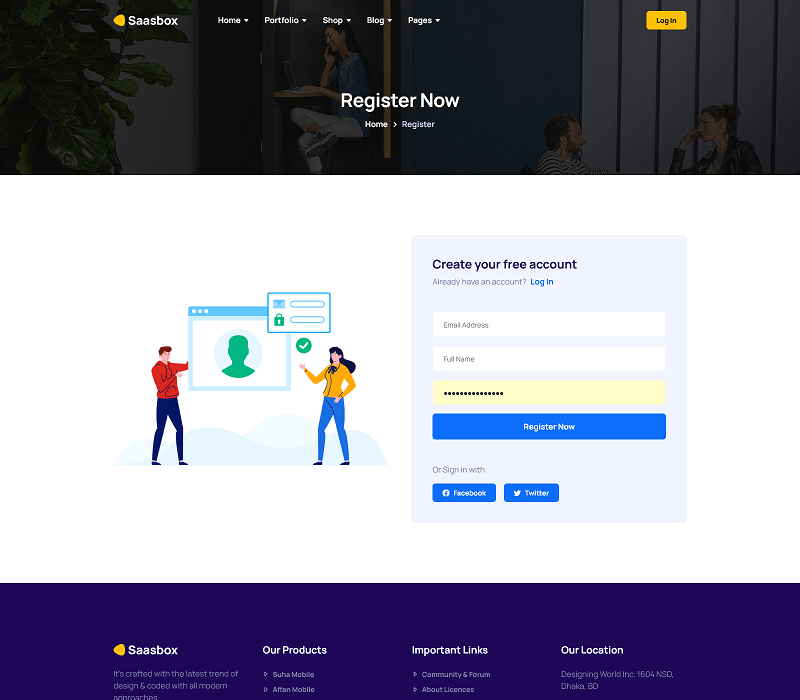 Saasbox
Home Portfolio Shop Blog Pages
Log In
Register Now
Home Register
Create your free account
Already have an account? Log In
Email Address
Full Name
•••••••••••••••
Register Now
Or Sign in with
Facebook Twitter
Saasbox
It's crafted with the latest trend of
design & coded with all modern
approaches.
Our Products
Suha Mobile
Affan Mobile
Important Links
Community & Forum
About Licences
Our Location
Designing World Inc. 1604 NSD,
Dhaka, BD